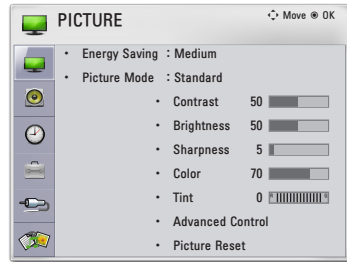 PICTURE
Move ◉ OK
• Energy Saving : Medium
• Picture Mode : Standard
• Contrast 50
• Brightness 50
• Sharpness 5
• Color 70
• Tint 0
• Advanced Control
• Picture Reset